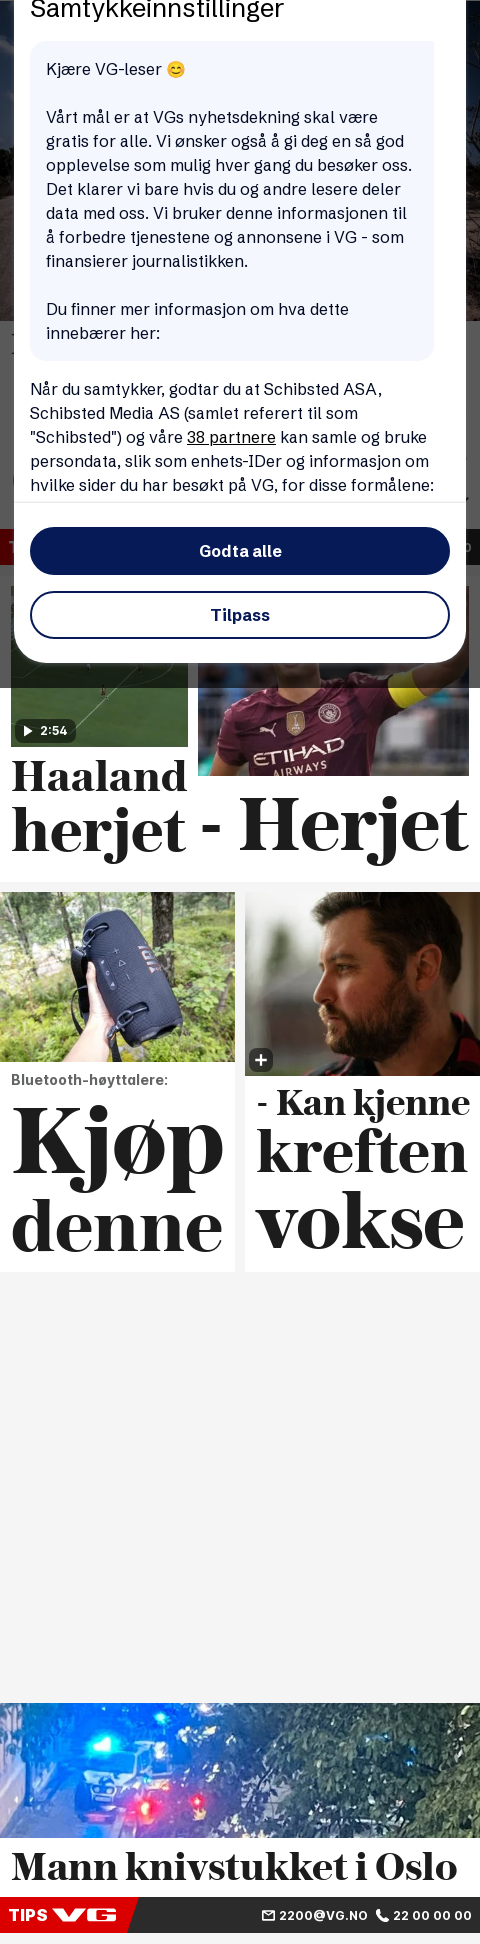 Samtykkeinnstillinger
Kjære VG-leser 😊
Vårt mål er at VGs nyhetsdekning skal være
gratis for alle. Vi ønsker også å gi deg en så god
opplevelse som mulig hver gang du besøker oss.
Det klarer vi bare hvis du og andre lesere deler
data med oss. Vi bruker denne informasjonen til
å forbedre tjenestene og annonsene i VG - som
finansierer journalistikken.
Du finner mer informasjon om hva dette
innebærer her:
Når du samtykker, godtar du at Schibsted ASA,
Schibsted Media AS (samlet referert til som
"Schibsted") og våre 38 partnere kan samle og bruke
persondata, slik som enhets-IDer og informasjon om
hvilke sider du har besøkt på VG, for disse formålene:
Godta alle
Tilpass
2:54
ETIHAD
AIRWAYS
Haaland
herjet - Herjet
Bluetooth-høyttalere:
Kjøp
denne
- Kan kjenne
kreften
vokse
Mann knivstukket i Oslo
TIPS VG
2200@VG.NO 22 00 00 00